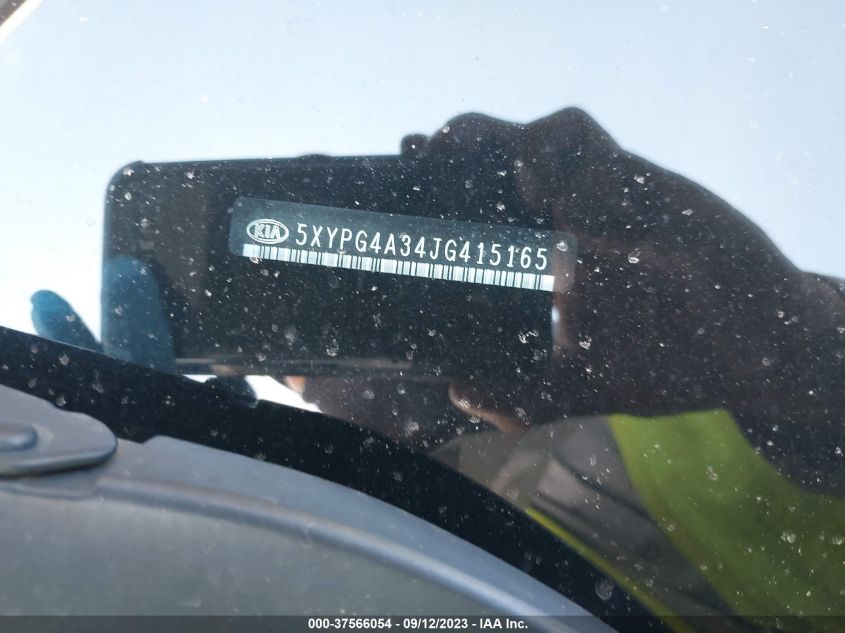 KIA 5XYPG4A34JG415165
000-37566054 - 09/12/2023 - IAA Inc.